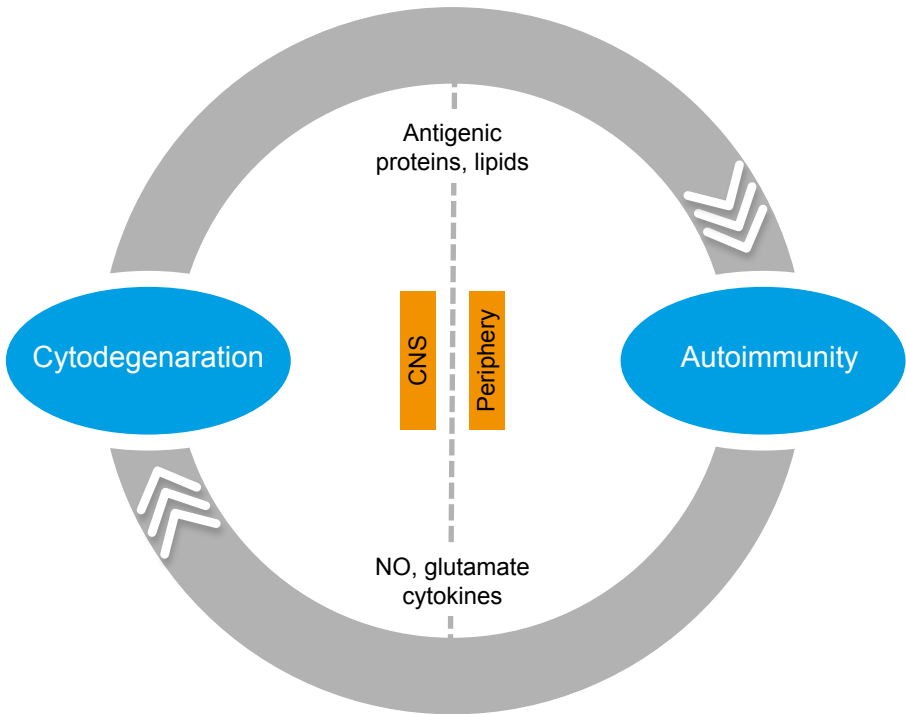 Antigenic
proteins, lipids
Cytodegenaration
CNS
Periphery
Autoimmunity
NO, glutamate
cytokines